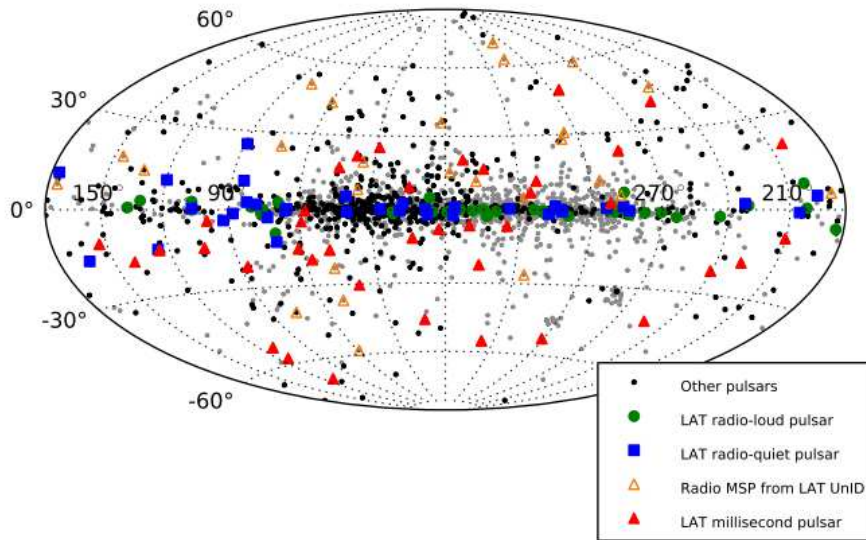 60°
30°
150 90 270 210
0°
-30°
-60°
Other pulsars
LAT radio-loud pulsar
LAT radio-quiet pulsar
Radio MSP from LAT UnID
LAT millisecond pulsar